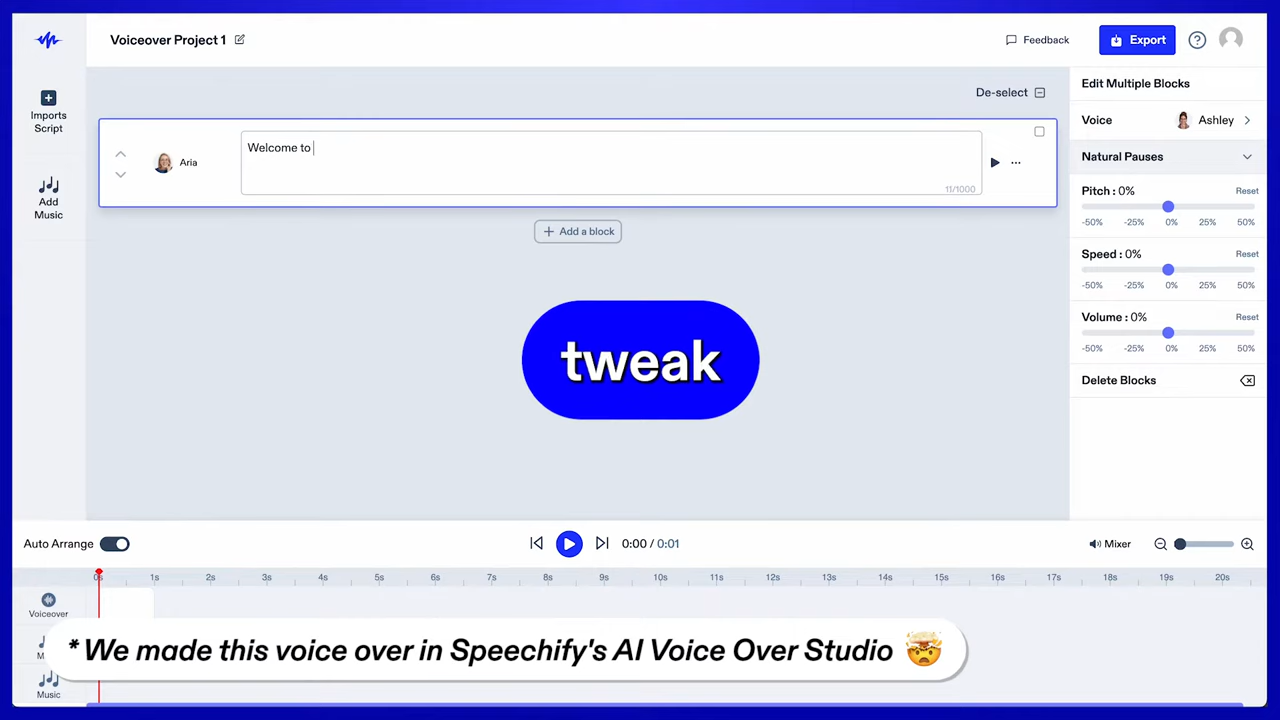 Voiceover Project 1
Feedback
Export
Imports
Script
Add
Music
De-select
Aria
Welcome to
11/1000
Add a block
tweak
Edit Multiple Blocks
Voice
Ashley
Natural Pauses
Pitch : 0%
Reset
-50% -25% 0% 25% 50%
Speed : 0%
Reset
-50% -25% 0% 25% 50%
Volume : 0%
Reset
-50% -25% 0% 25% 50%
Delete Blocks
Auto Arrange
0:00 / 0:01
Mixer
0s 1s 2s 3s 4s 5s 6s 7s 8s 9s 10s 11s 12s 13s 14s 15s 16s 17s 18s 19s 20s
Voiceover
* We made this voice over in Speechify's AI Voice Over Studio 🤯
Music